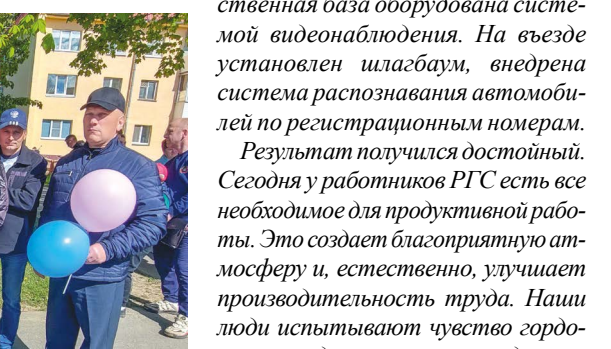 ственная база оборудована систе-
мой видеонаблюдения. На въезде
установлен шлагбаум, внедрена
система распознавания автомоби-
лей по регистрационным номерам.
Результат получился достойный.
Сегодня у работников РГС есть все
необходимое для продуктивной рабо-
ты. Это создает благоприятную ат-
мосферу и, естественно, улучшает
производительность труда. Наши
люди испытывают чувство гордо-